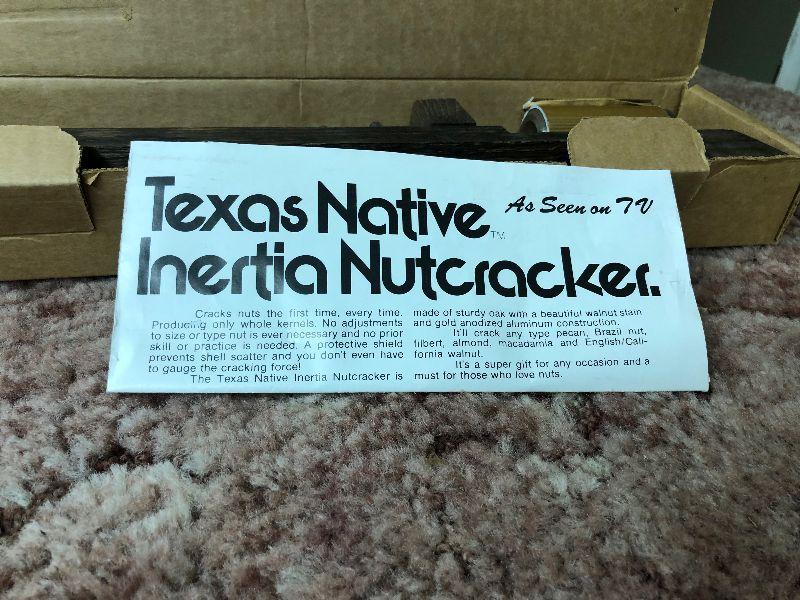 Texas Native
TM
As Seen on TV
Inertia Nutcracker.
Cracks nuts the first time, every time.
Producing only whole kernels. No adjustments
to size or type nut is ever necessary and no prior
skill or practice is needed. A protective shield
prevents shell scatter and you don't even have
to gauge the cracking force!
The Texas Native Inertia Nutcracker is
made of sturdy oak with a beautiful walnut stain
and gold anodized aluminum construction.
It'll crack any type pecan, Brazil nut,
filbert, almond, macadamia and English/Cali-
fornia walnut.
It's a super gift for any occasion and a
must for those who love nuts.